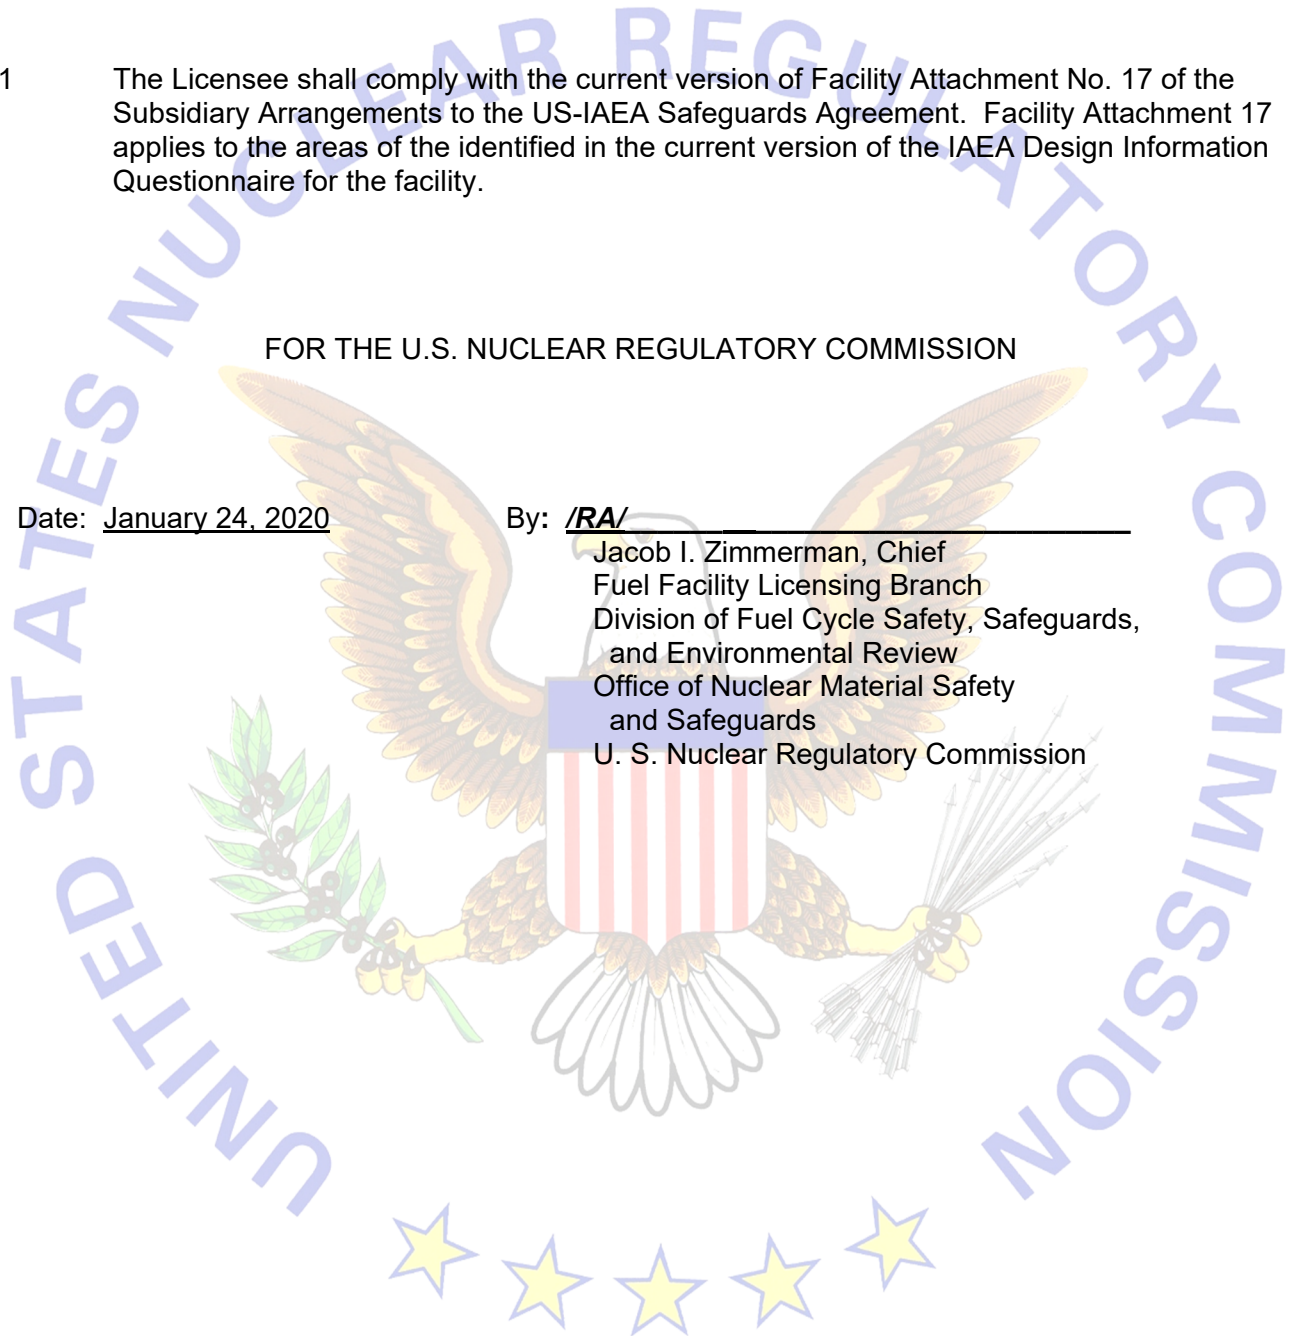 1 The Licensee shall comply with the current version of Facility Attachment No. 17 of the
Subsidiary Arrangements to the US-IAEA Safeguards Agreement. Facility Attachment 17
applies to the areas of the identified in the current version of the IAEA Design Information
Questionnaire for the facility.
FOR THE U.S. NUCLEAR REGULATORY COMMISSION
Date: January 24, 2020 By: /RA/
Jacob I. Zimmerman, Chief
Fuel Facility Licensing Branch
Division of Fuel Cycle Safety, Safeguards,
and Environmental Review
Office of Nuclear Material Safety
and Safeguards
U. S. Nuclear Regulatory Commission
UNITED STATES NUCLEAR REGULATORY COMMISSION